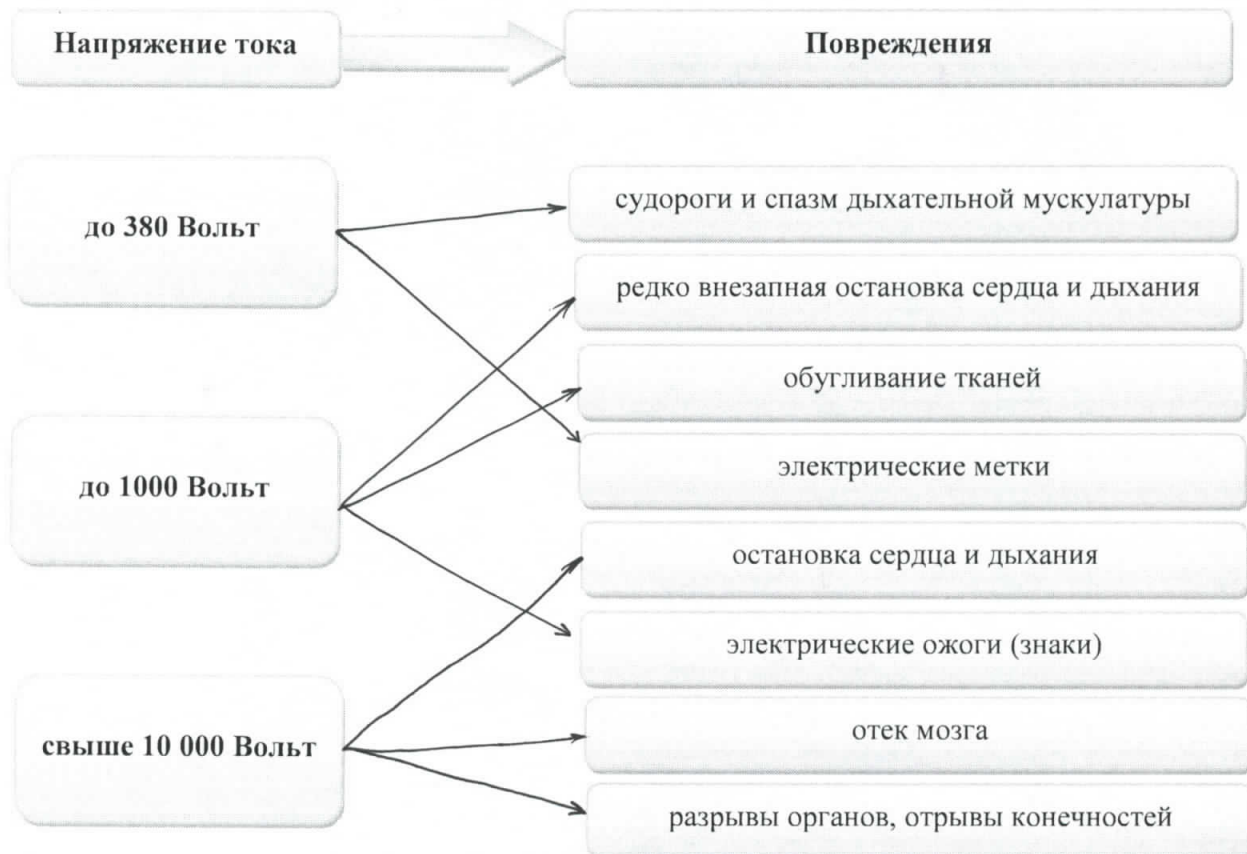 Напряжение тока
Повреждения
до 380 Вольт
судороги и спазм дыхательной мускулатуры
редко внезапная остановка сердца и дыхания
обугливание тканей
до 1000 Вольт
электрические метки
остановка сердца и дыхания
электрические ожоги (знаки)
свыше 10 000 Вольт
отек мозга
разрывы органов, отрывы конечностей